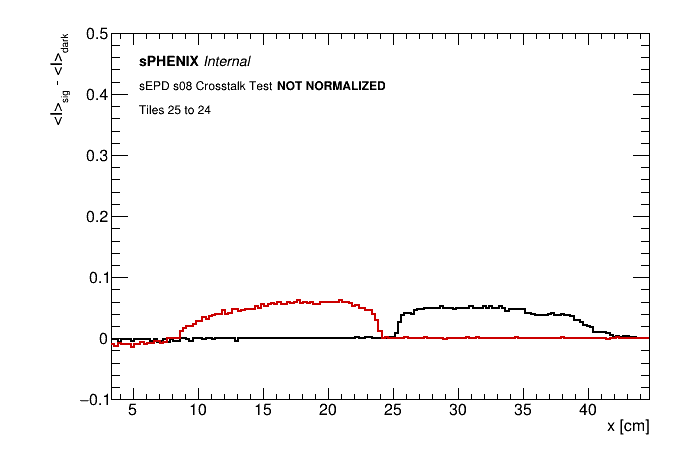 <I>sig - <I>dark
0.5
0.4
0.3
0.2
0.1
0
−0.1
sPHENIX Internal
sEPD s08 Crosstalk Test NOT NORMALIZED
Tiles 25 to 24
5 10 15 20 25 30 35 40
x [cm]